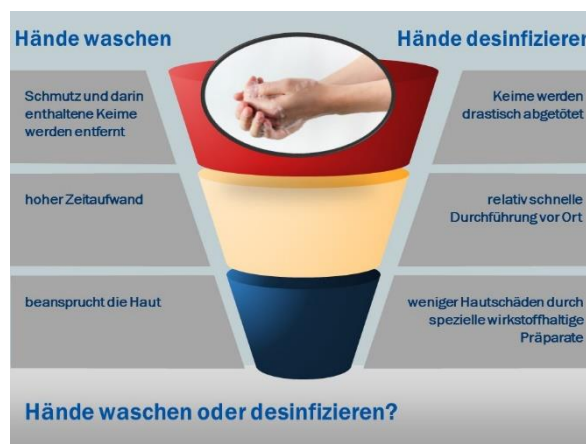 Hände waschen
Hände desinfizieren
Schmutz und darin
enthaltene Keime
werden entfernt
Keime werden
drastisch abgetötet
hoher Zeitaufwand
relativ schnelle
Durchführung vor Ort
beansprucht die Haut
weniger Hautschäden durch
spezielle wirkstoffhaltige
Präparate
Hände waschen oder desinfizieren?